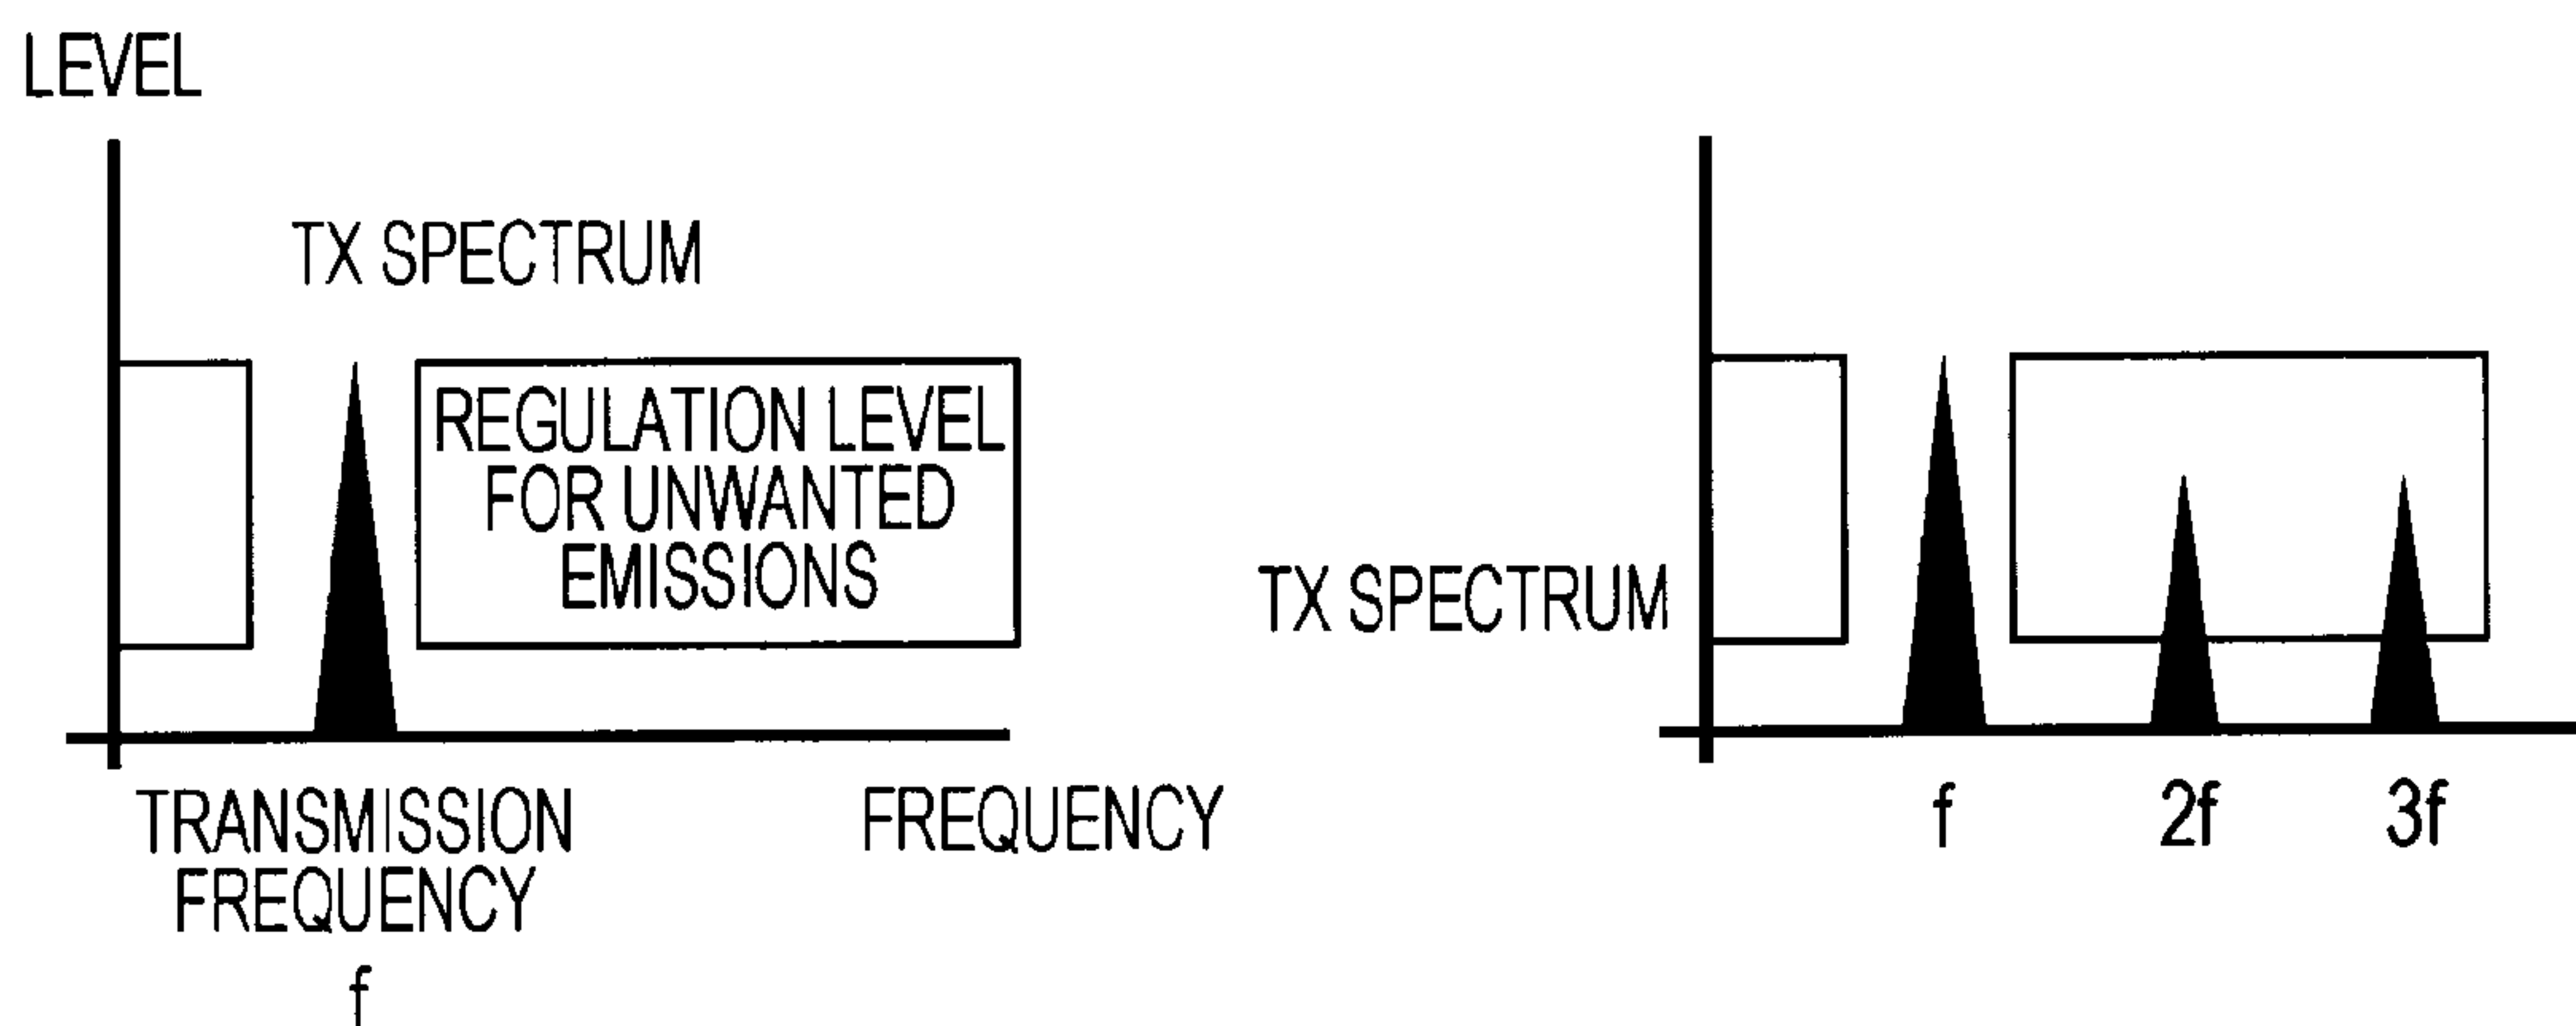 LEVEL
TX SPECTRUM
REGULATION LEVEL
FOR UNWANTED
EMISSIONS
TRANSMISSION
FREQUENCY
f
FREQUENCY
TX SPECTRUM
f
2f
3f